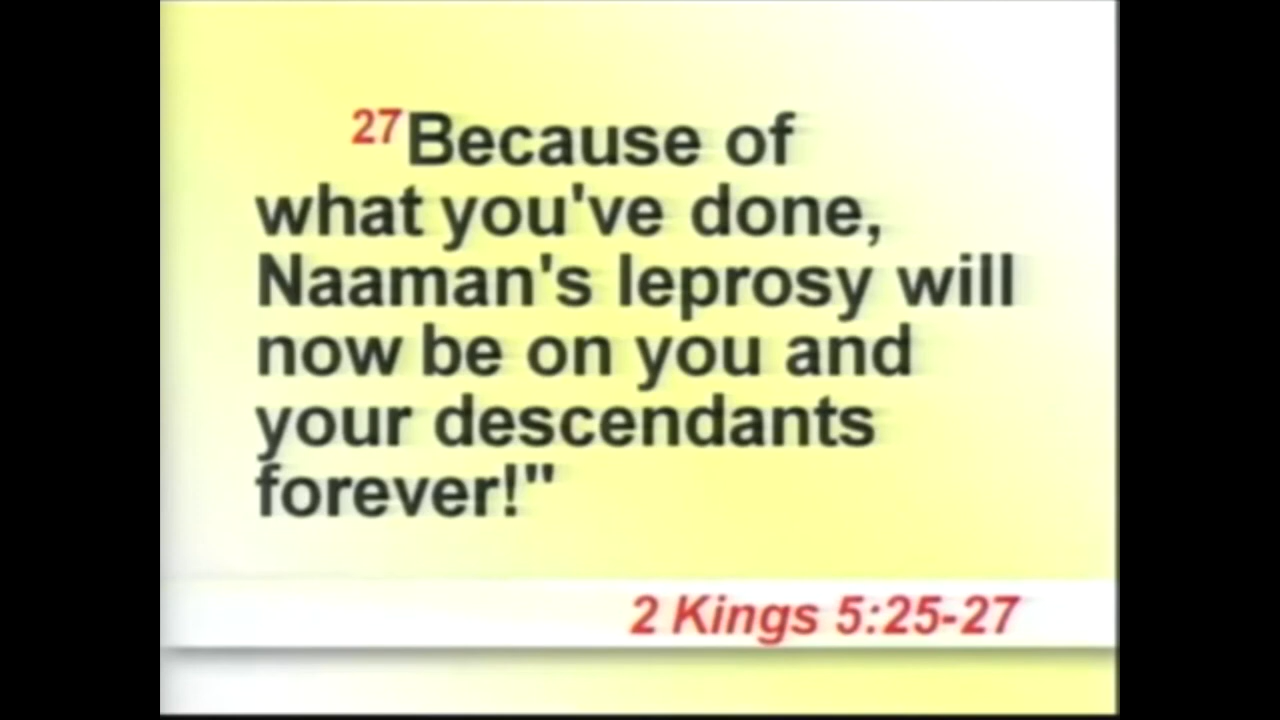 27Because of
what you've done,
Naaman's leprosy will
now be on you and
your descendants
forever!"
2 Kings 5:25-27